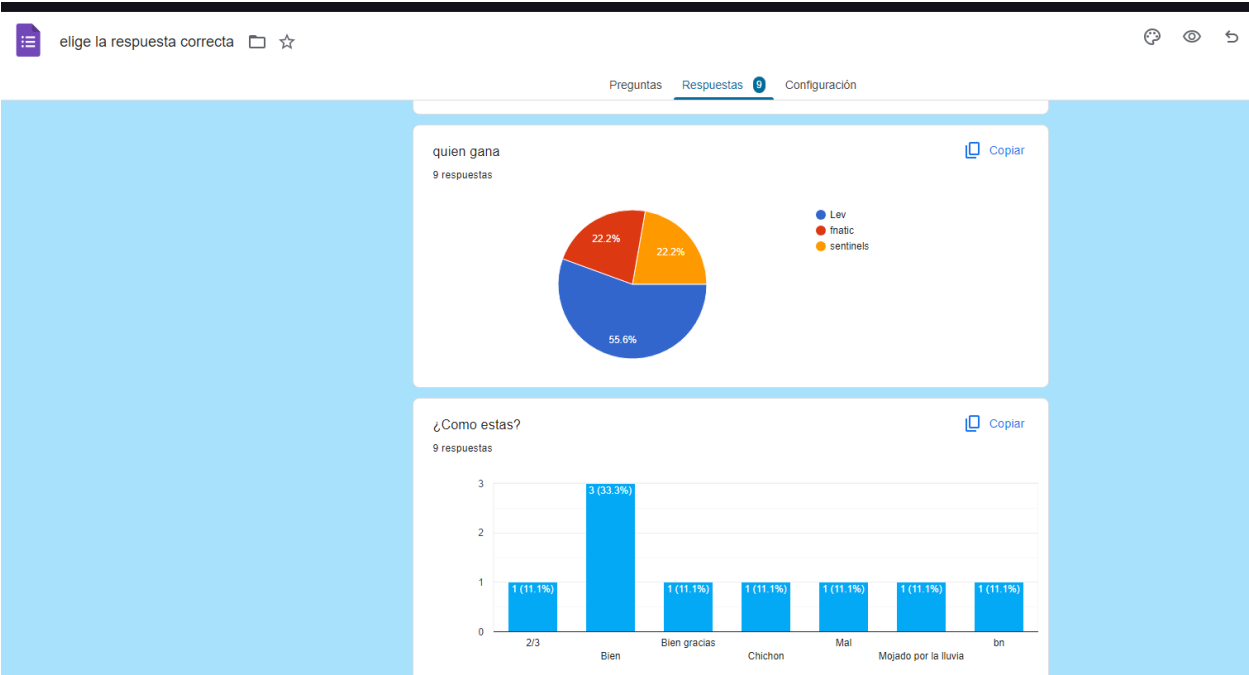 elige la respuesta correcta
Preguntas Respuestas 9 Configuración
quien gana
Copiar
9 respuestas
22.2%
22.2%
55.6%
Lev
fnatic
sentinels
¿Como estas?
Copiar
9 respuestas
3
2
1
0
1 (11.1%)
3 (33.3%)
1 (11.1%)
1 (11.1%)
1 (11.1%)
1 (11.1%)
1 (11.1%)
2/3
Bien
Bien gracias
Chichon
Mal
Mojado por la lluvia
bn